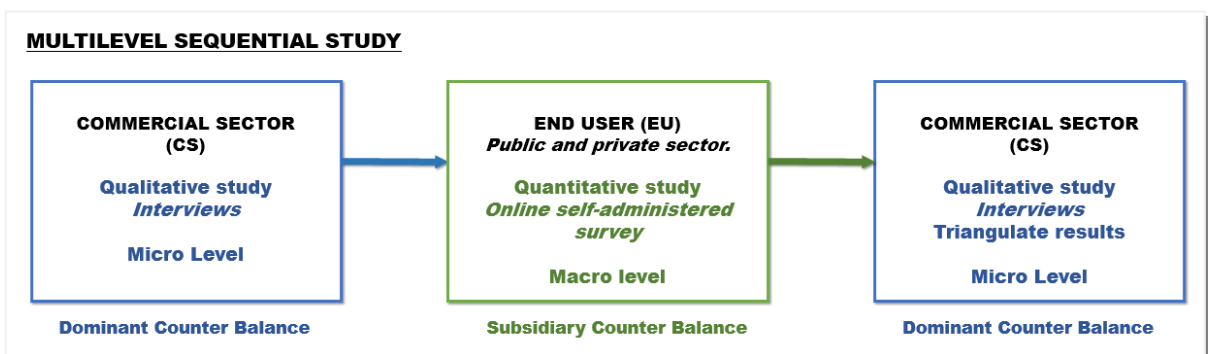 MULTILEVEL SEQUENTIAL STUDY
COMMERCIAL SECTOR
(CS)
Qualitative study
Interviews
Micro Level
Dominant Counter Balance
END USER (EU)
Public and private sector.
Quantitative study
Online self-administered
survey
Macro level
Subsidiary Counter Balance
COMMERCIAL SECTOR
(CS)
Qualitative study
Interviews
Triangulate results
Micro Level
Dominant Counter Balance